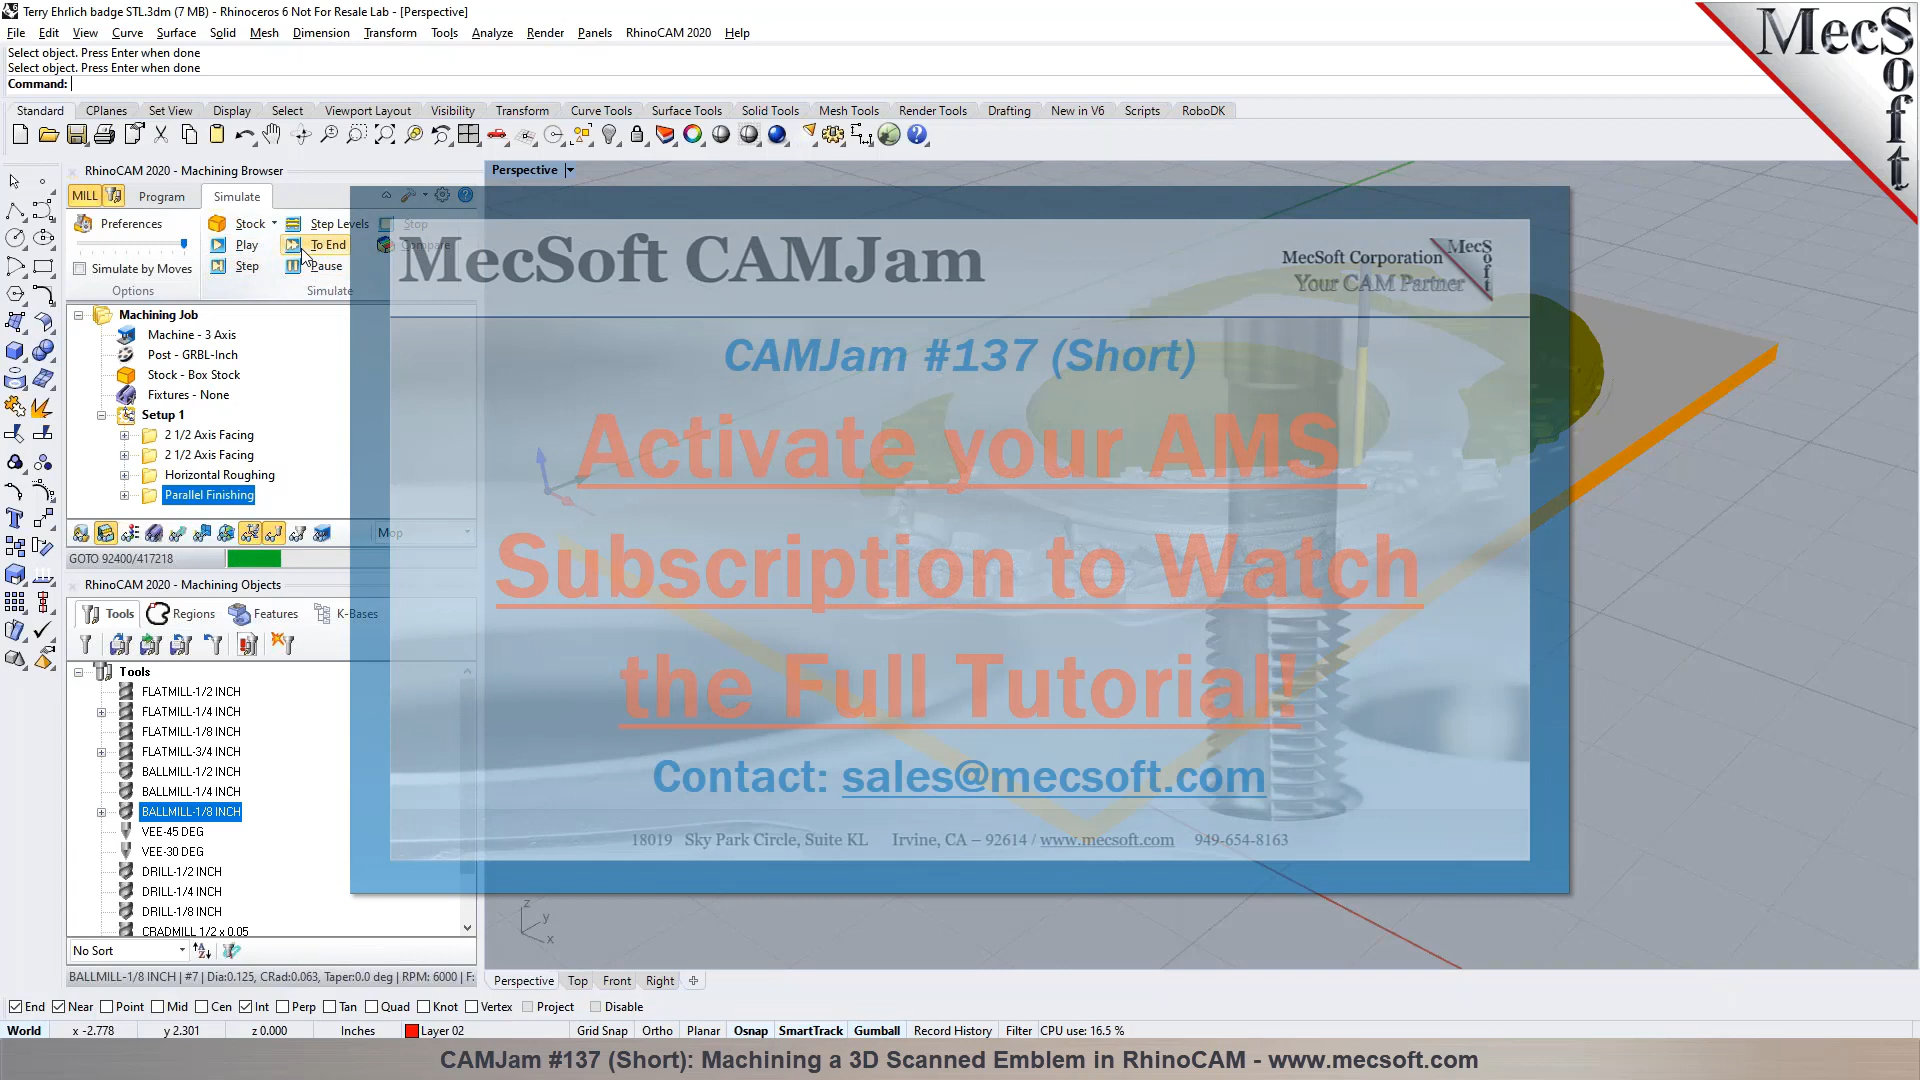 Terry Ehrlich badge STL.3dm (7 MB) - Rhinoceros 6 Not For Resale Lab - [Perspective]
File Edit View Curve Surface Solid Mesh Dimension Transform Tools Analyze Render Panels RhinoCAM 2020 Help
Select object. Press Enter when done
Select object. Press Enter when done
Command:
Standard CPlanes Set View Display Select Viewport Layout Visibility Transform Curve Tools Surface Tools Solid Tools Mesh Tools Render Tools Drafting New in V6 Scripts RoboDK
MecSoft
RhinoCAM 2020 - Machining Browser
Perspective
MILL Program Simulate
Preferences Stock Step Levels Stop
Play To End Compare
Simulate by Moves Step Pause
Options Simulate
Machining Job
Machine - 3 Axis
Post - GRBL-Inch
Stock - Box Stock
Fixtures - None
Setup 1
2 1/2 Axis Facing
2 1/2 Axis Facing
Horizontal Roughing
Parallel Finishing
Mop
GOTO 92400/417218
RhinoCAM 2020 - Machining Objects
Tools Regions Features K-Bases
Tools
FLATMILL-1/2 INCH
FLATMILL-1/4 INCH
FLATMILL-1/8 INCH
FLATMILL-3/4 INCH
BALLMILL-1/2 INCH
BALLMILL-1/4 INCH
BALLMILL-1/8 INCH
VEE-45 DEG
VEE-30 DEG
DRILL-1/2 INCH
DRILL-1/4 INCH
DRILL-1/8 INCH
CRADMILL 1/2 x 0.05
No Sort
BALLMILL-1/8 INCH | #7 | Dia:0.125, CRad:0.063, Taper:0.0 deg | RPM: 6000 | F:
MecSoft CAMJam
MecSoft Corporation
Your CAM Partner
MecSoft
CAMJam #137 (Short)
Activate your AMS
Subscription to Watch
the Full Tutorial!
Contact: sales@mecsoft.com
18019 Sky Park Circle, Suite KL Irvine, CA – 92614 / www.mecsoft.com 949-654-8163
z
y
x
Perspective Top Front Right
End Near Point Mid Cen Int Perp Tan Quad Knot Vertex Project Disable
World x -2.778 y 2.301 z 0.000 Inches Layer 02 Grid Snap Ortho Planar Osnap SmartTrack Gumball Record History Filter CPU use: 16.5 %
CAMJam #137 (Short): Machining a 3D Scanned Emblem in RhinoCAM - www.mecsoft.com